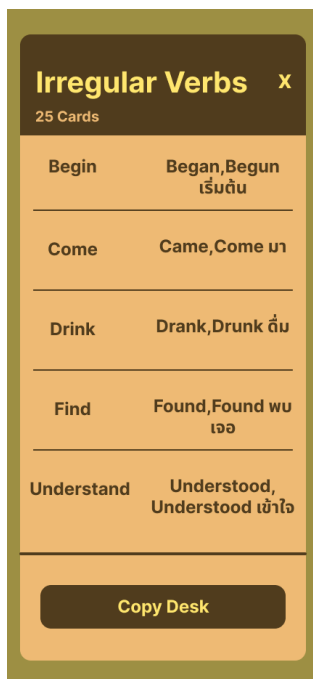 Irregular Verbs
X
25 Cards
Begin
Began,Begun
เริ่มต้น
Come
Came,Come มา
Drink
Drank,Drunk ดื่ม
Find
Found,Found พบ
เจอ
Understand
Understood,
Understood เข้าใจ
Copy Desk